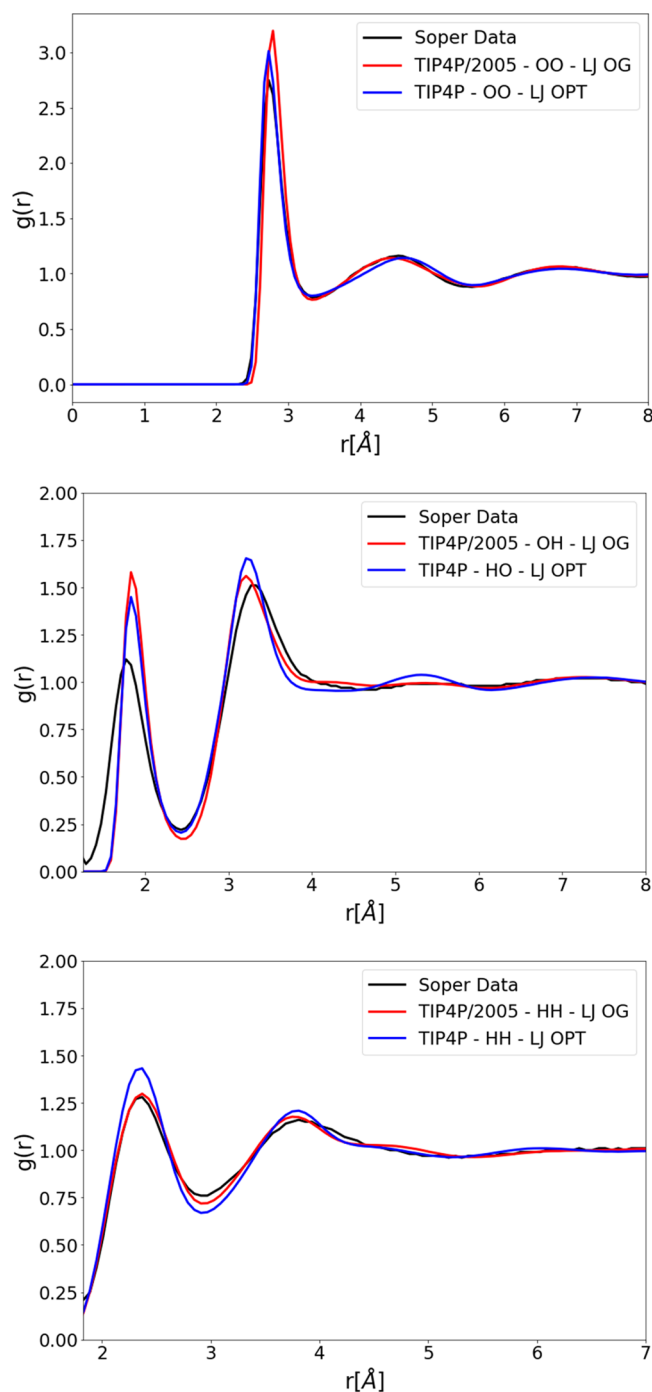 3.0
2.5
2.0
1.5
1.0
0.5
0.0
g(r)
Soper Data
TIP4P/2005 - OO - LJ OG
TIP4P - OO - LJ OPT
0 1 2 3 4 5 6 7 8
r[Å]
2.00
1.75
1.50
1.25
1.00
0.75
0.50
0.25
0.00
g(r)
Soper Data
TIP4P/2005 - OH - LJ OG
TIP4P - HO - LJ OPT
2 3 4 5 6 7 8
r[Å]
2.00
1.75
1.50
1.25
1.00
0.75
0.50
0.25
0.00
g(r)
Soper Data
TIP4P/2005 - HH - LJ OG
TIP4P - HH - LJ OPT
2 3 4 5 6 7
r[Å]